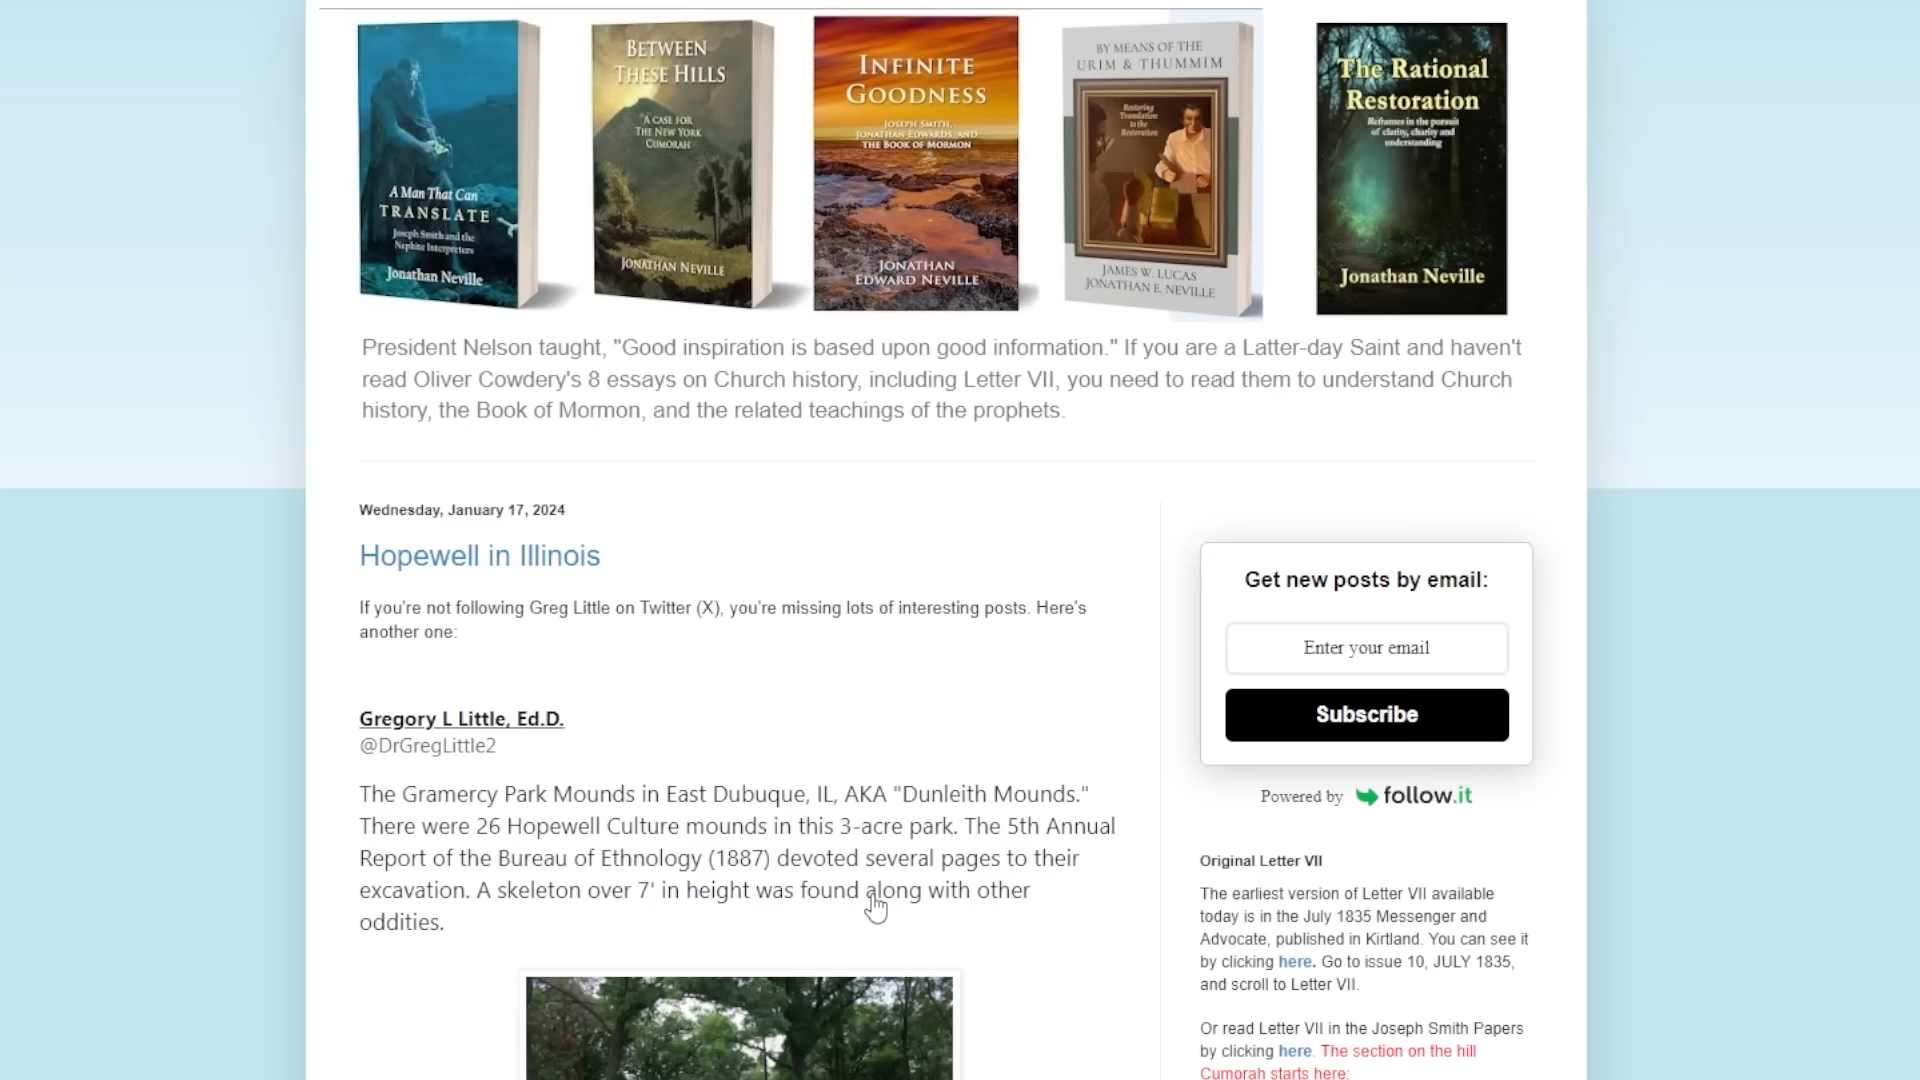 A Man That Can
TRANSLATE
Joseph Smith and the
Nephite Interpreters
Jonathan Neville
BETWEEN
THESE HILLS
"A CASE FOR
THE NEW YORK
CUMORAH
JONATHAN NEVILLE
INFINITE
GOODNESS
JOSEPH SMITH,
JONATHAN EDWARDS, AND
THE BOOK OF MORMON
JONATHAN
EDWARD NEVILLE
BY MEANS OF THE
URIM & THUMMIM
Restoring
Translation
to the
Restoration
JAMES W. LUCAS
JONATHAN E. NEVILLE
The Rational
Restoration
Reframes in the pursuit
of clarity, charity and
understanding
Jonathan Neville
President Nelson taught, "Good inspiration is based upon good information." If you are a Latter-day Saint and haven't
read Oliver Cowdery's 8 essays on Church history, including Letter VII, you need to read them to understand Church
history, the Book of Mormon, and the related teachings of the prophets.
Wednesday, January 17, 2024
Hopewell in Illinois
If you're not following Greg Little on Twitter (X), you're missing lots of interesting posts. Here's
another one:
Gregory L Little, Ed.D.
@DrGregLittle2
The Gramercy Park Mounds in East Dubuque, IL, AKA "Dunleith Mounds."
There were 26 Hopewell Culture mounds in this 3-acre park. The 5th Annual
Report of the Bureau of Ethnology (1887) devoted several pages to their
excavation. A skeleton over 7' in height was found along with other
oddities.
Get new posts by email:
Enter your email
Subscribe
Powered by follow.it
Original Letter VII
The earliest version of Letter VII available
today is in the July 1835 Messenger and
Advocate, published in Kirtland. You can see it
by clicking here. Go to issue 10, JULY 1835,
and scroll to Letter VII.
Or read Letter VII in the Joseph Smith Papers
by clicking here. The section on the hill
Cumorah starts here: